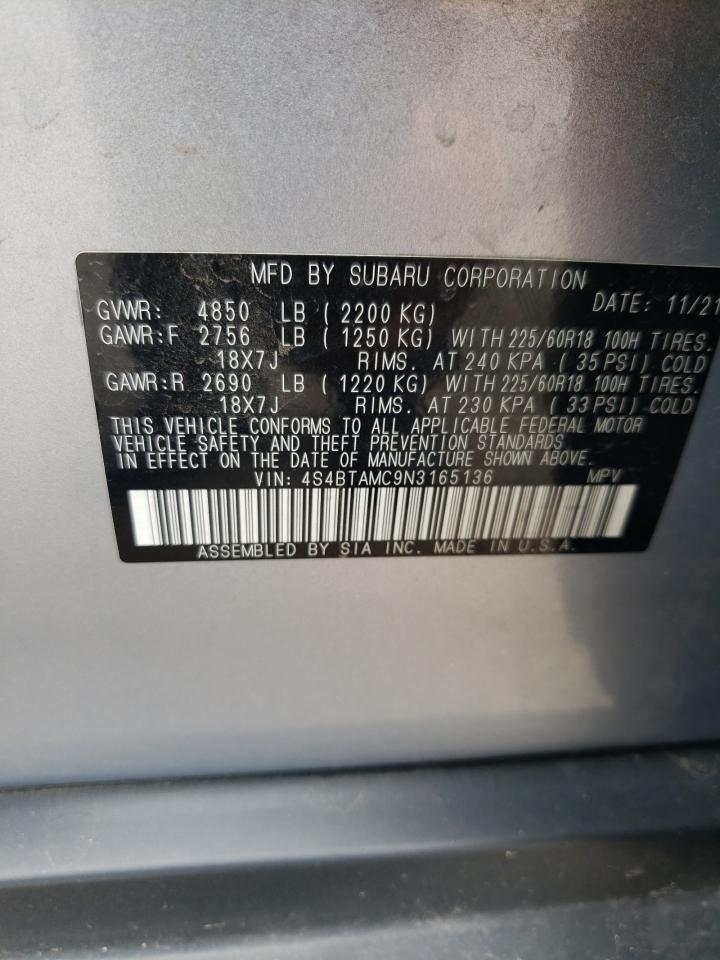 MFD BY SUBARU CORPORATION
DATE: 11/21
GVWR: 4850 LB ( 2200 KG)
GAWR:F 2756 LB ( 1250 KG) WITH 225/60R18 100H TIRES.
18X7J RIMS. AT 240 KPA ( 35 PSI) COLD
GAWR:R 2690 LB ( 1220 KG) WITH 225/60R18 100H TIRES.
18X7J RIMS. AT 230 KPA ( 33 PSI) COLD
THIS VEHICLE CONFORMS TO ALL APPLICABLE FEDERAL MOTOR
VEHICLE SAFETY AND THEFT PREVENTION STANDARDS
IN EFFECT ON THE DATE OF MANUFACTURE SHOWN ABOVE.
VIN: 4S4BTAMC9N3165136 MPV
ASSEMBLED BY SIA INC. MADE IN U.S.A.